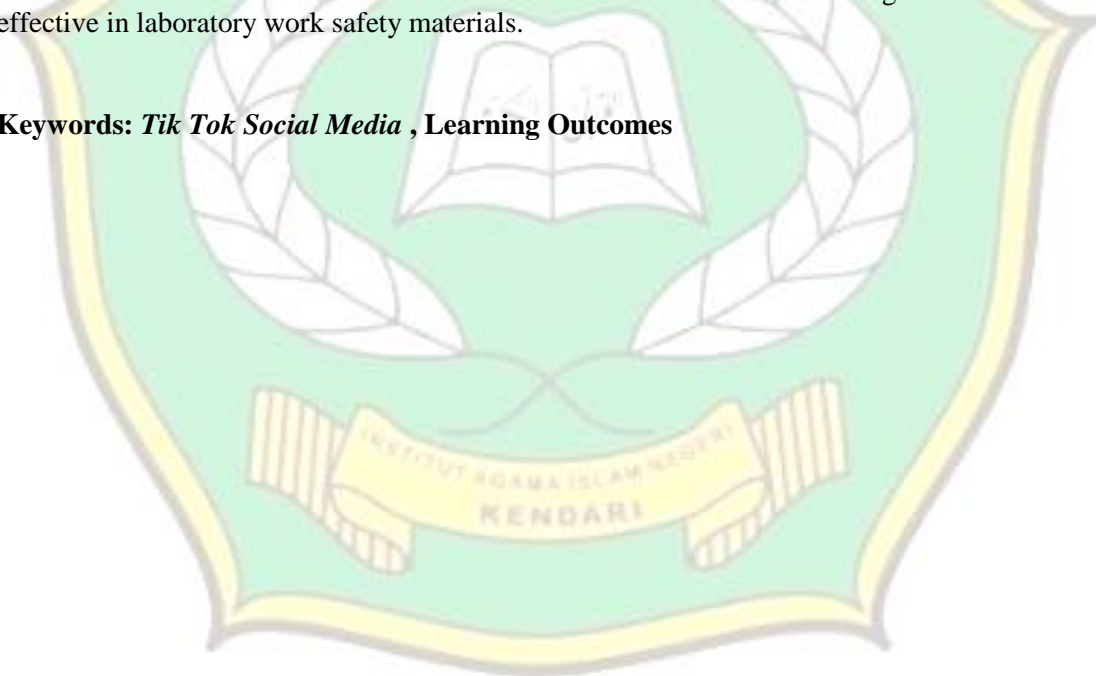 effective in laboratory work safety materials.
Keywords: Tik Tok Social Media , Learning Outcomes
INSTITUT AGAMA ISLAM NEGERI
KENDARI